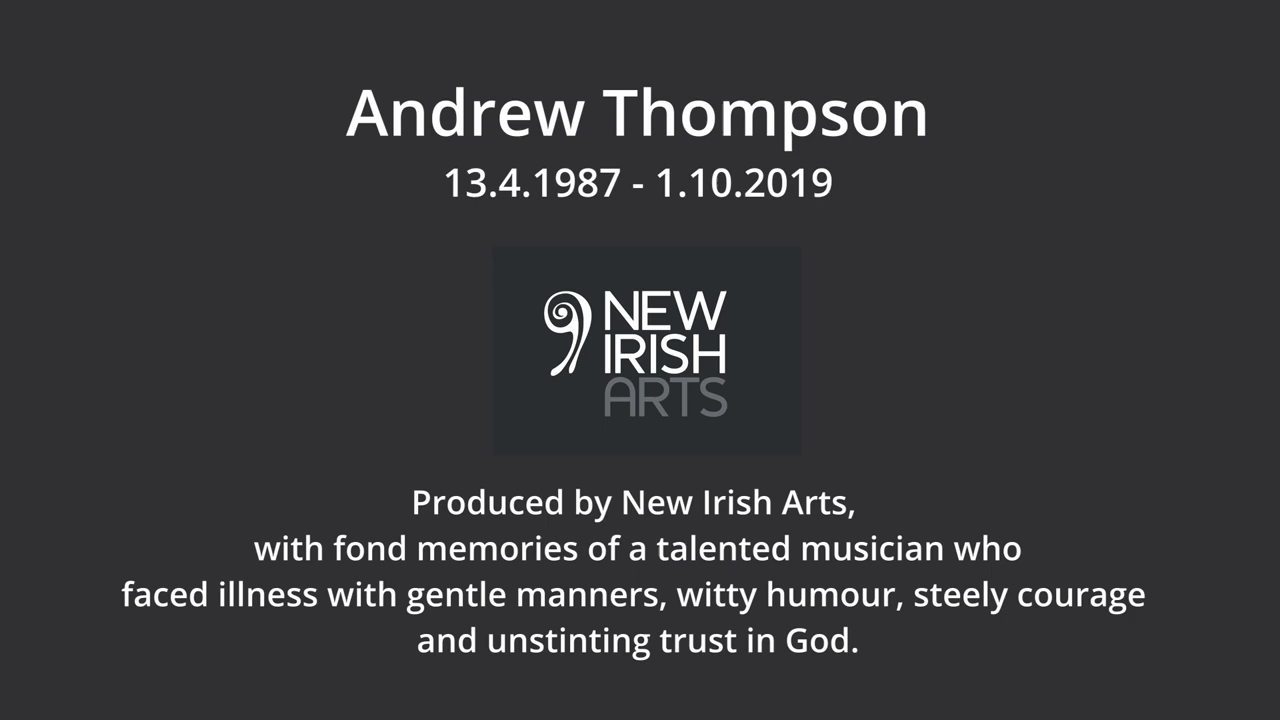 Andrew Thompson
13.4.1987 - 1.10.2019
NEW
IRISH
ARTS
Produced by New Irish Arts,
with fond memories of a talented musician who
faced illness with gentle manners, witty humour, steely courage
and unstinting trust in God.